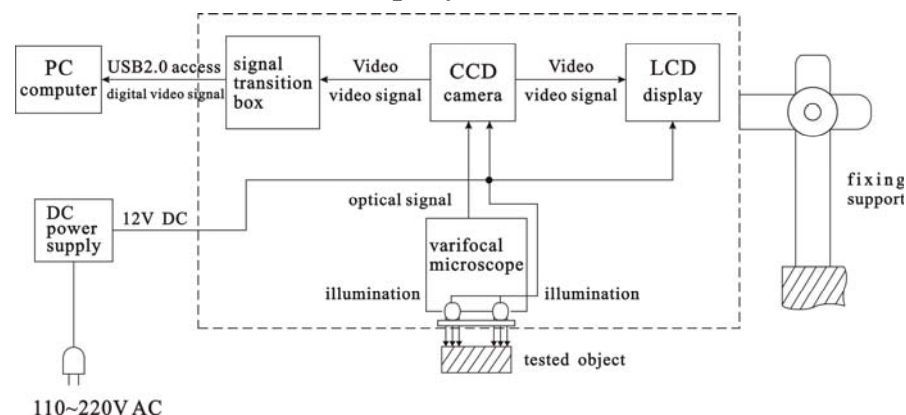 PC
computer
USB2.0 access
digital video signal
signal
transition
box
Video
video signal
CCD
camera
Video
video signal
LCD
display
fixing
support
optical signal
12V DC
DC
power
supply
varifocal
microscope
illumination
illumination
tested object
110~220V AC